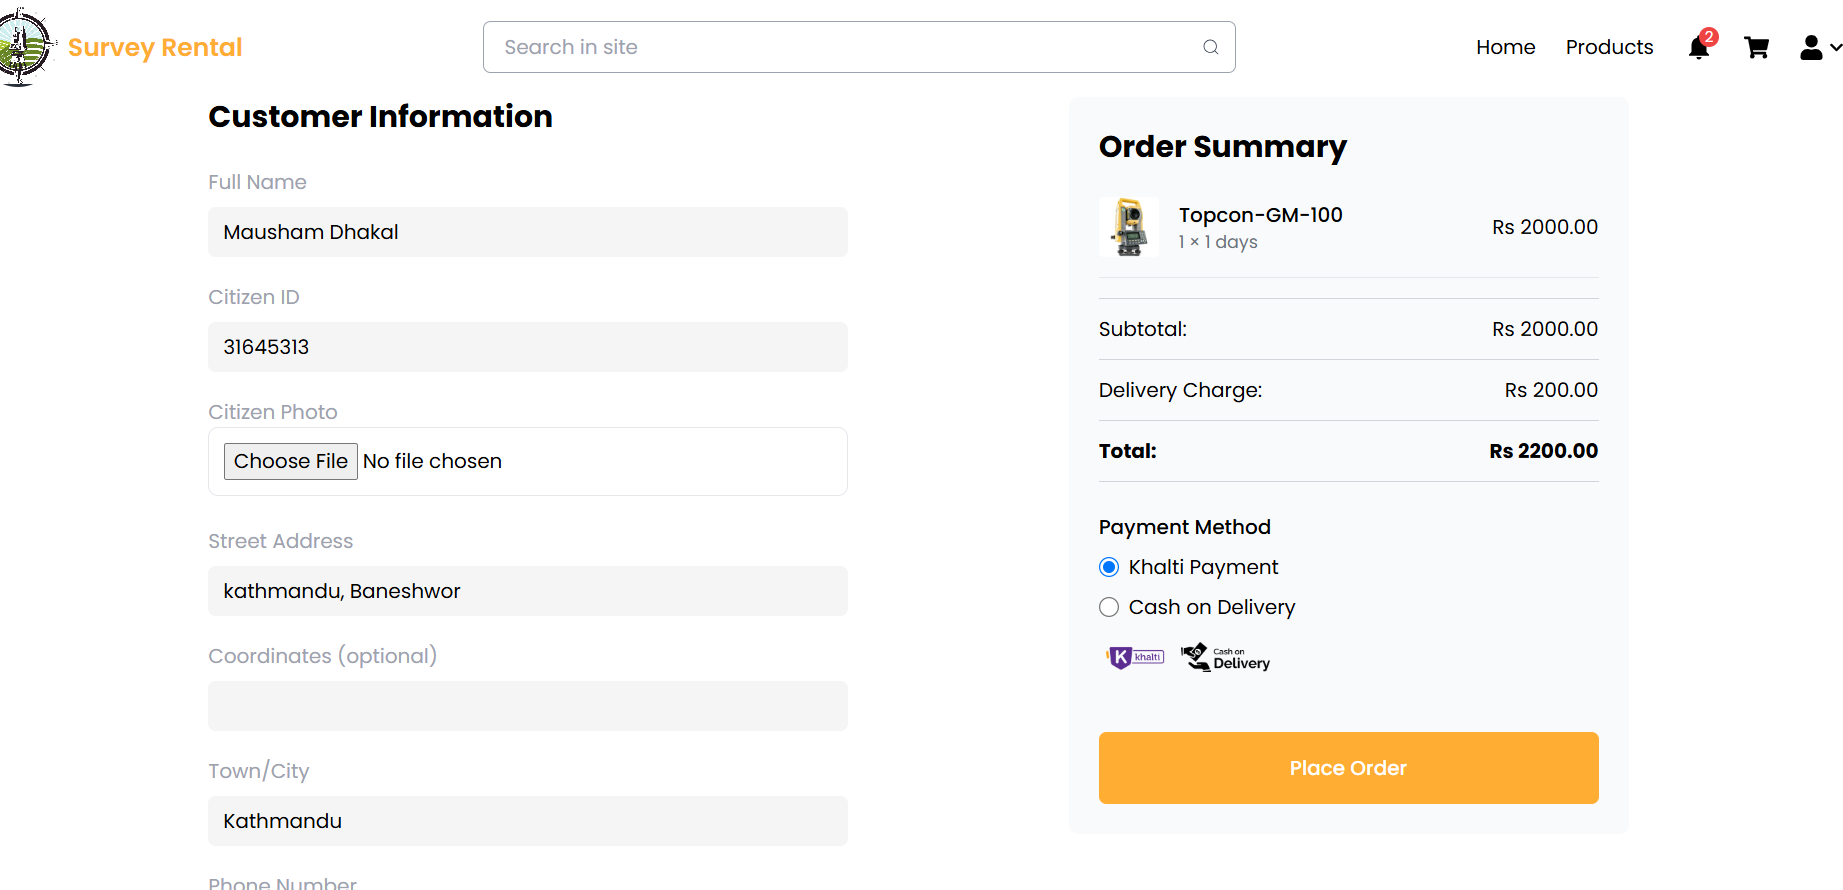 Survey Rental
Search in site
Home
Products
2
Customer Information
Full Name
Mausham Dhakal
Citizen ID
31645313
Citizen Photo
Choose File No file chosen
Street Address
kathmandu, Baneshwor
Coordinates (optional)
Town/City
Kathmandu
Phone Number
Order Summary
Topcon-GM-100
1 × 1 days
Rs 2000.00
Subtotal: Rs 2000.00
Delivery Charge: Rs 200.00
Total: Rs 2200.00
Payment Method
Khalti Payment
Cash on Delivery
K khalti
Cash on
Delivery
Place Order